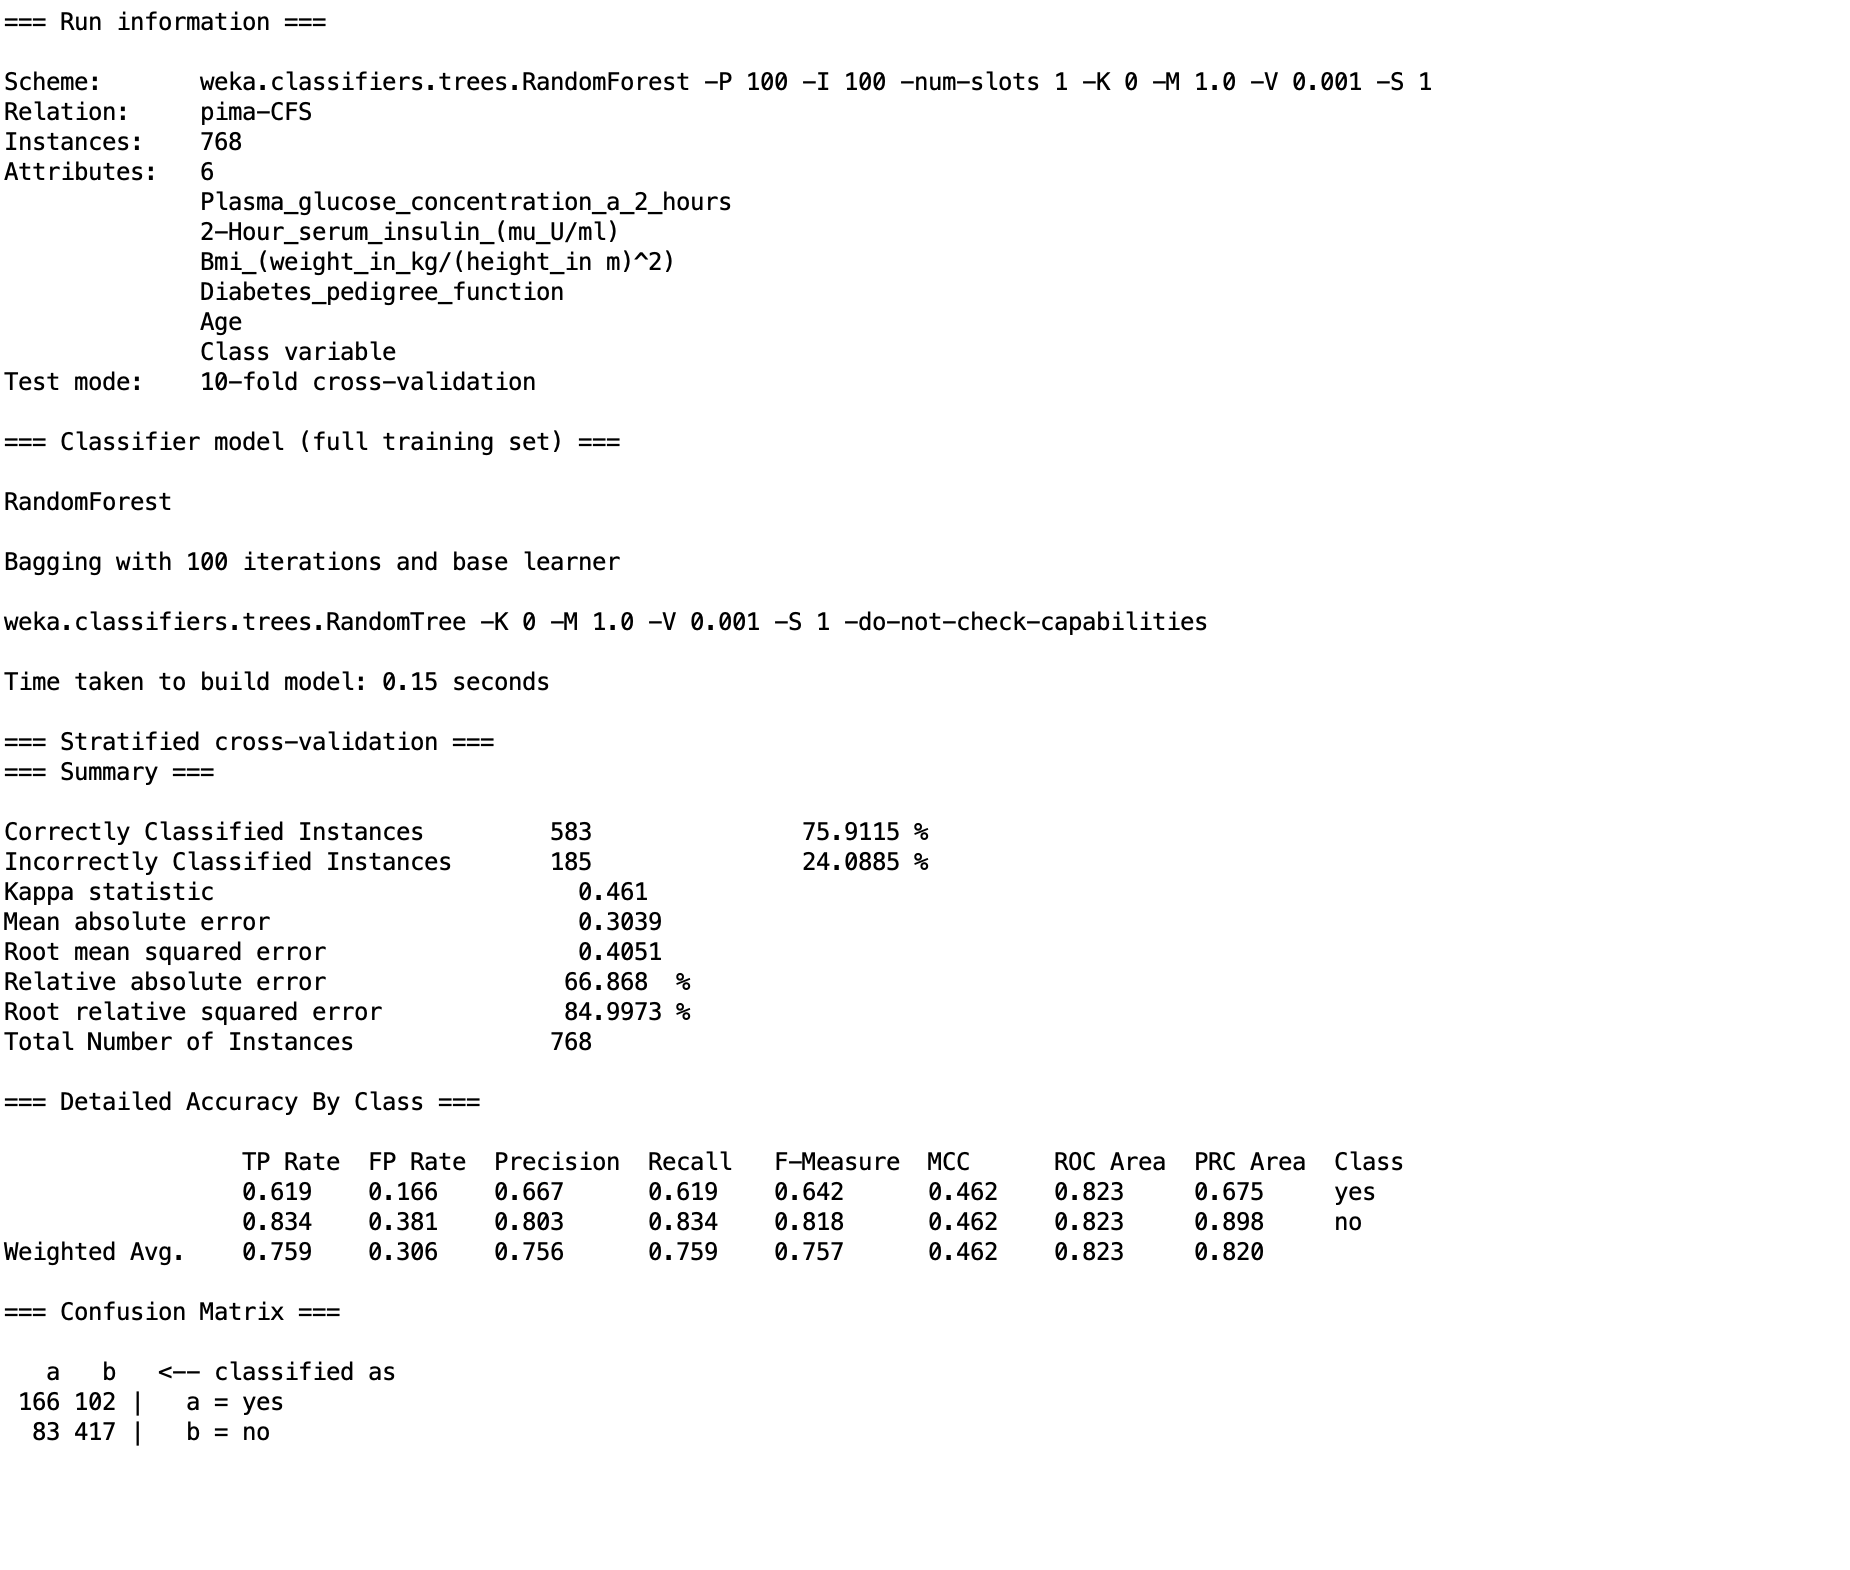 === Run information ===
Scheme:       weka.classifiers.trees.RandomForest -P 100 -I 100 -num-slots 1 -K 0 -M 1.0 -V 0.001 -S 1
Relation:     pima-CFS
Instances:    768
Attributes:   6
              Plasma_glucose_concentration_a_2_hours
              2-Hour_serum_insulin_(mu_U/ml)
              Bmi_(weight_in_kg/(height_in m)^2)
              Diabetes_pedigree_function
              Age
              Class variable
Test mode:    10-fold cross-validation
=== Classifier model (full training set) ===
RandomForest
Bagging with 100 iterations and base learner
weka.classifiers.trees.RandomTree -K 0 -M 1.0 -V 0.001 -S 1 -do-not-check-capabilities
Time taken to build model: 0.15 seconds
=== Stratified cross-validation ===
=== Summary ===
Correctly Classified Instances         583               75.9115 %
Incorrectly Classified Instances       185               24.0885 %
Kappa statistic                          0.461
Mean absolute error                      0.3039
Root mean squared error                  0.4051
Relative absolute error                 66.868  %
Root relative squared error             84.9973 %
Total Number of Instances              768
=== Detailed Accuracy By Class ===
                 TP Rate  FP Rate  Precision  Recall   F-Measure  MCC      ROC Area  PRC Area  Class
                 0.619    0.166    0.667      0.619    0.642      0.462    0.823     0.675     yes
                 0.834    0.381    0.803      0.834    0.818      0.462    0.823     0.898     no
Weighted Avg.    0.759    0.306    0.756      0.759    0.757      0.462    0.823     0.820
=== Confusion Matrix ===
   a   b   <-- classified as
 166 102 |   a = yes
  83 417 |   b = no